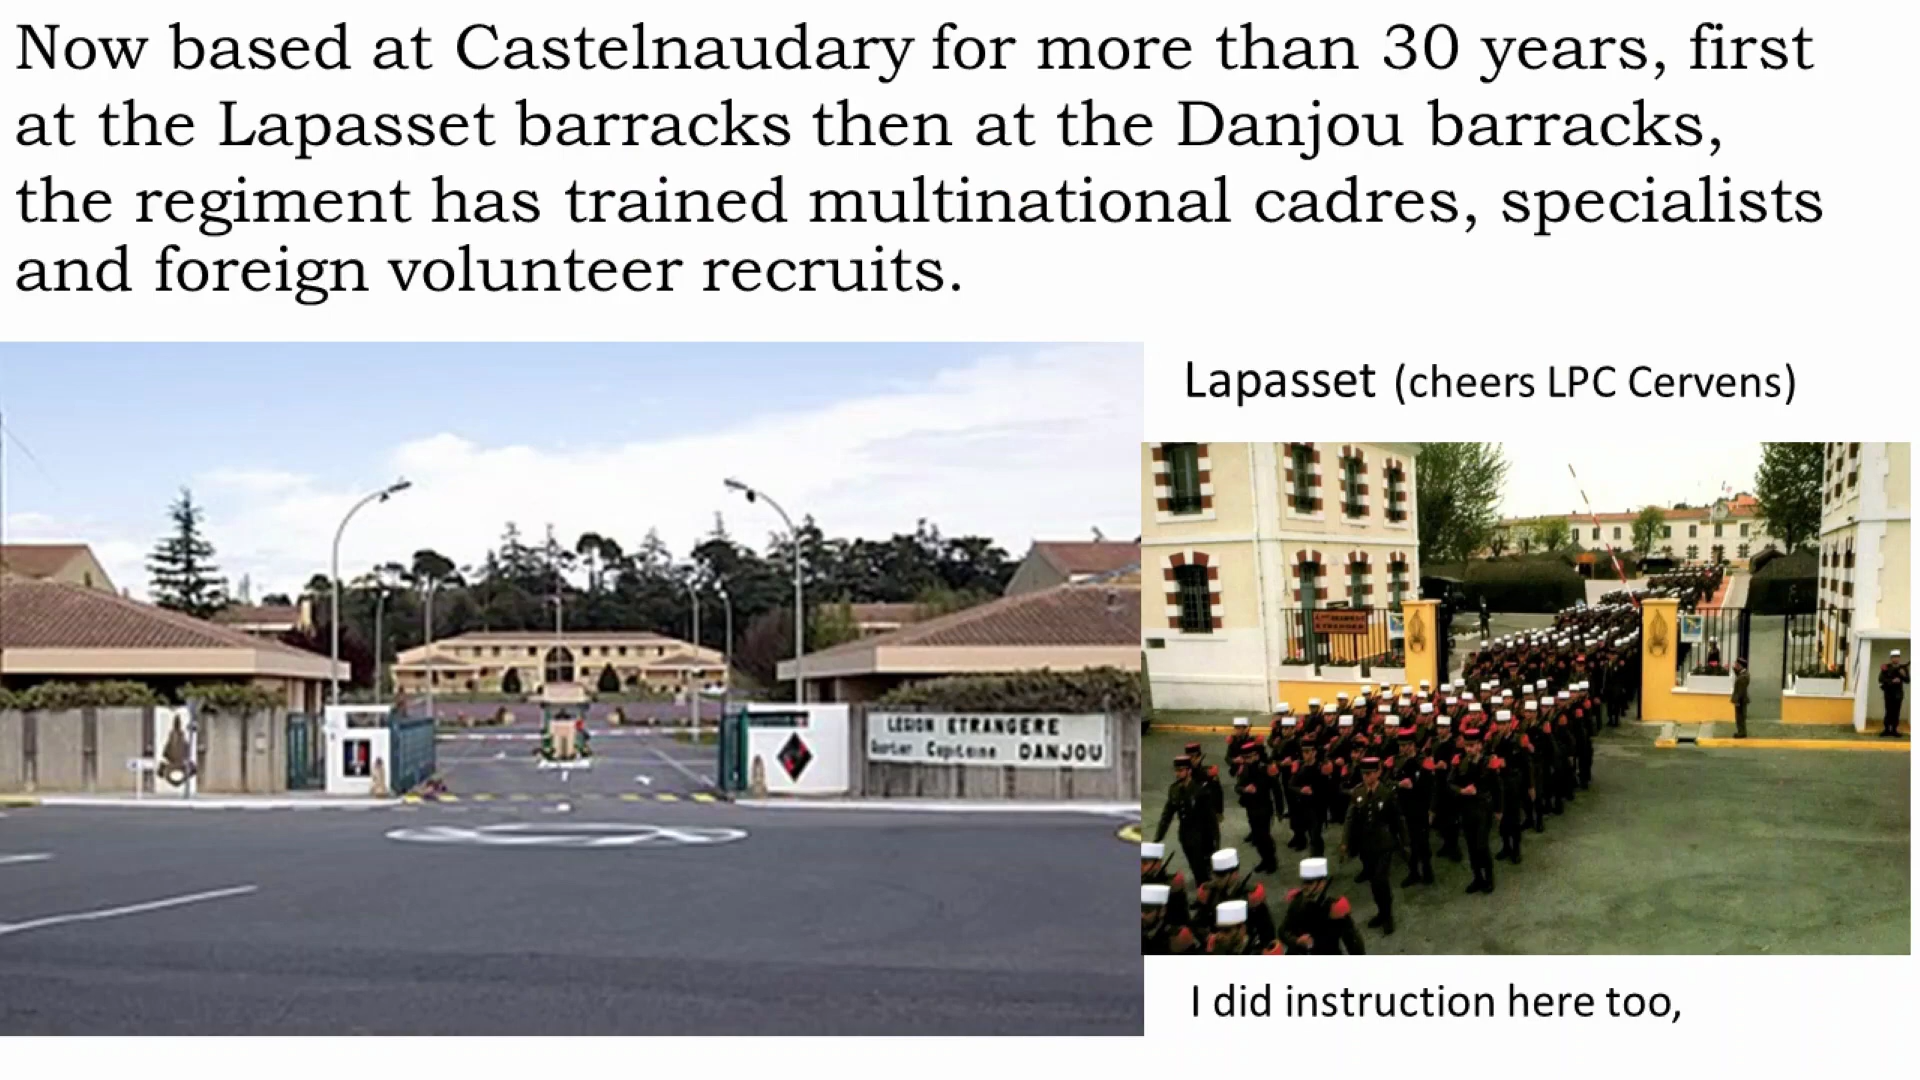 Now based at Castelnaudary for more than 30 years, first
at the Lapasset barracks then at the Danjou barracks,
the regiment has trained multinational cadres, specialists
and foreign volunteer recruits.
Lapasset (cheers LPC Cervens)
LEGION ETRANGERE
Quartier Capitaine DANJOU
I did instruction here too,